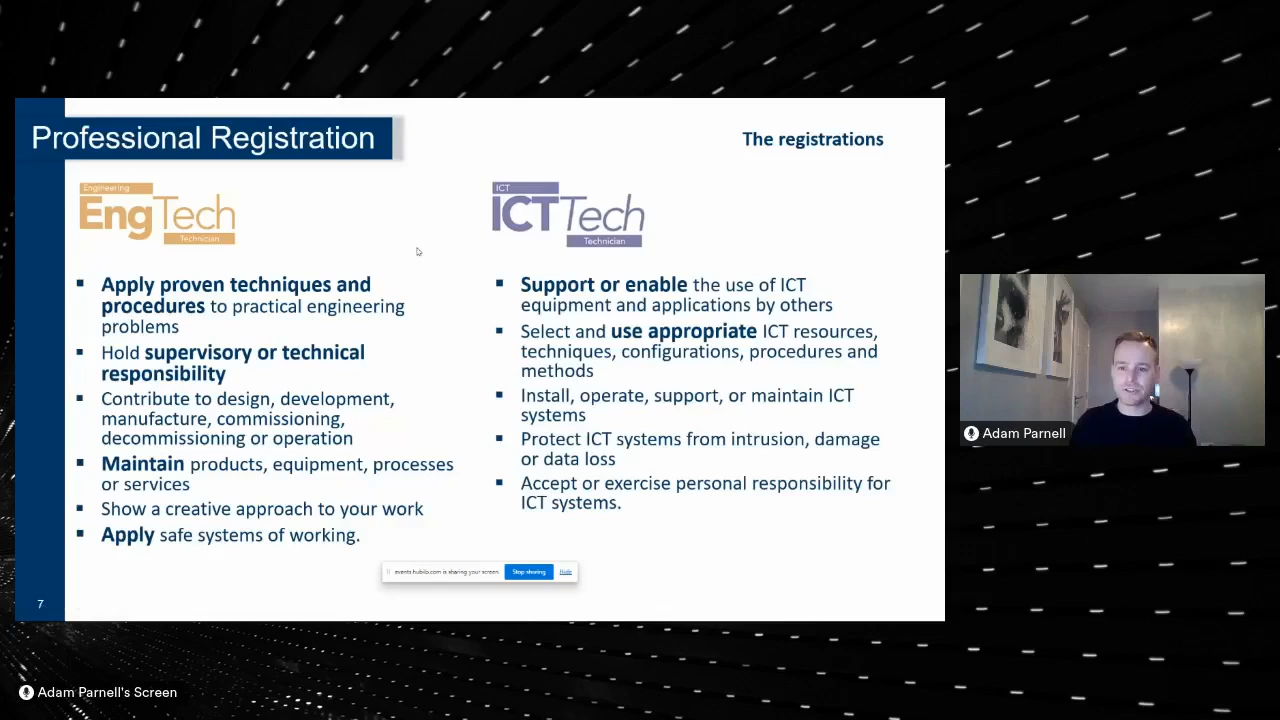 Professional Registration
The registrations
Engineering
EngTech
Technician
Apply proven techniques and
procedures to practical engineering
problems
Hold supervisory or technical
responsibility
Contribute to design, development,
manufacture, commissioning,
decommissioning or operation
Maintain products, equipment, processes
or services
Show a creative approach to your work
Apply safe systems of working.
ICT
ICTTech
Technician
Support or enable the use of ICT
equipment and applications by others
Select and use appropriate ICT resources,
techniques, configurations, procedures and
methods
Install, operate, support, or maintain ICT
systems
Protect ICT systems from intrusion, damage
or data loss
Accept or exercise personal responsibility for
ICT systems.
events.hubilo.com is sharing your screen. Stop sharing Hide
7
Adam Parnell
Adam Parnell's Screen